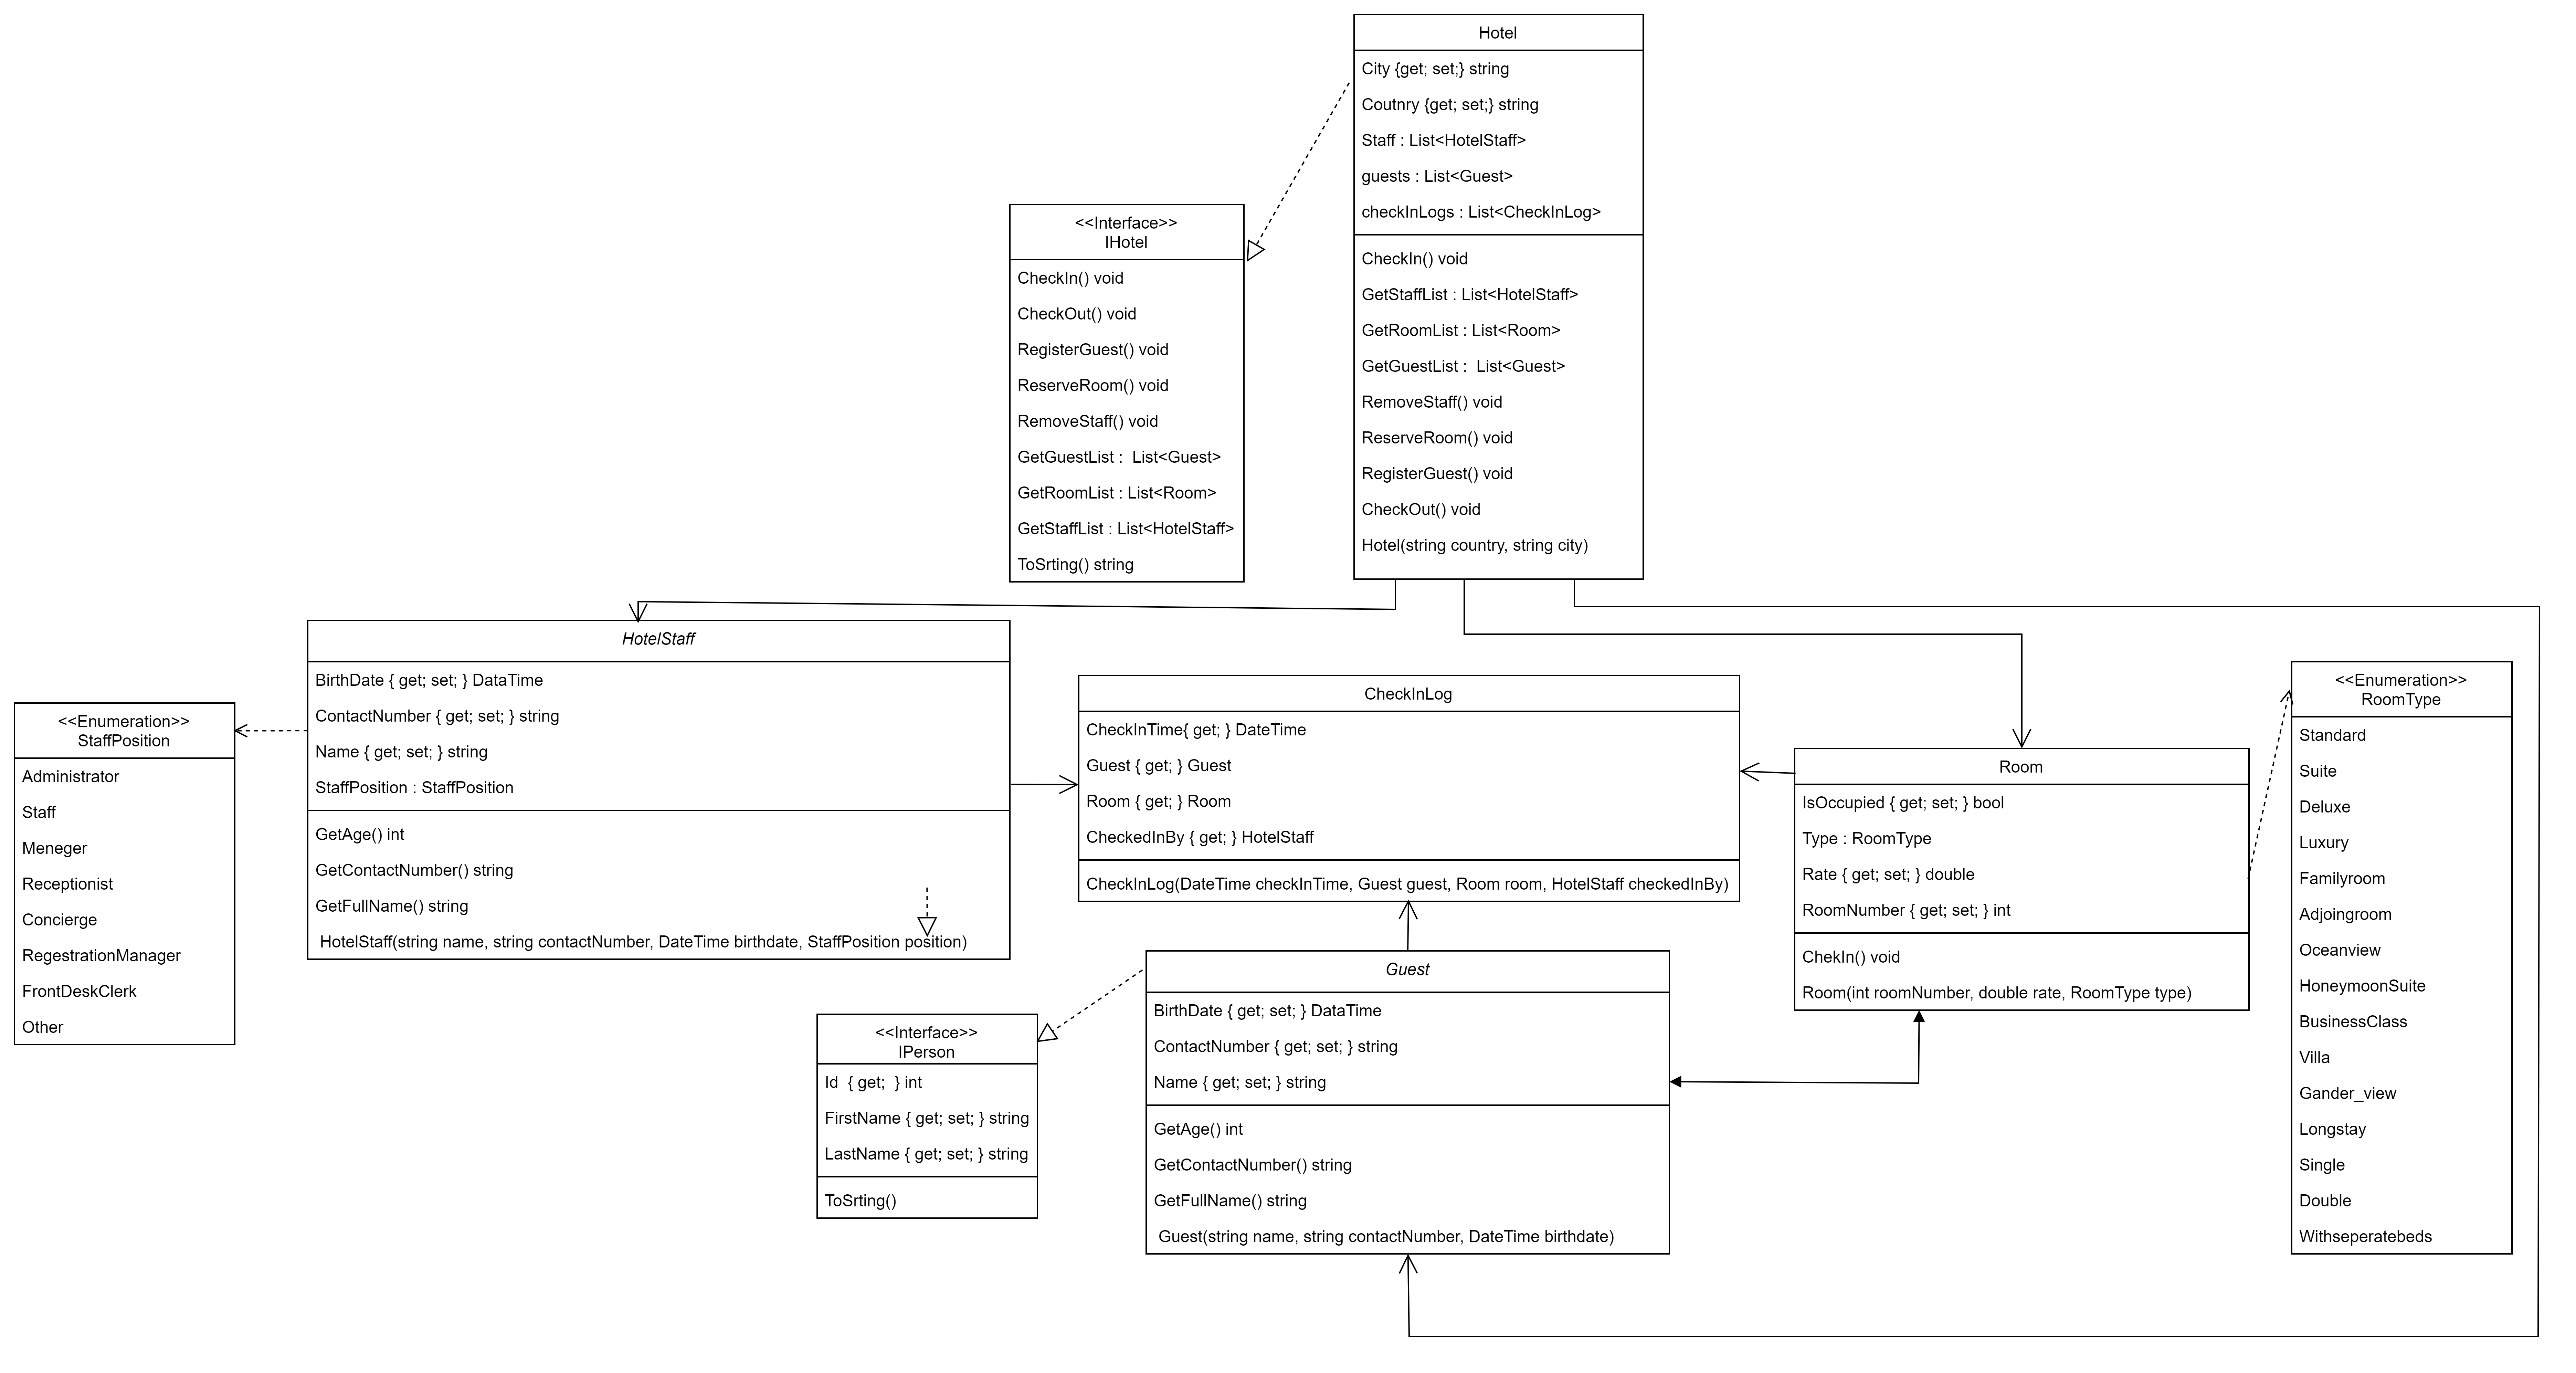 Hotel
City {get; set;} string
Coutnry {get; set;} string
Staff : List<HotelStaff>
guests : List<Guest>
checkInLogs : List<CheckInLog>
CheckIn() void
GetStaffList : List<HotelStaff>
GetRoomList : List<Room>
GetGuestList :  List<Guest>
RemoveStaff() void
ReserveRoom() void
RegisterGuest() void
CheckOut() void
Hotel(string country, string city)
<<Interface>>
IHotel
CheckIn() void
CheckOut() void
RegisterGuest() void
ReserveRoom() void
RemoveStaff() void
GetGuestList :  List<Guest>
GetRoomList : List<Room>
GetStaffList : List<HotelStaff>
ToSrting() string
HotelStaff
BirthDate { get; set; } DataTime
ContactNumber { get; set; } string
Name { get; set; } string
StaffPosition : StaffPosition
GetAge() int
GetContactNumber() string
GetFullName() string
HotelStaff(string name, string contactNumber, DateTime birthdate, StaffPosition position)
<<Enumeration>>
StaffPosition
Administrator
Staff
Meneger
Receptionist
Concierge
RegestrationManager
FrontDeskClerk
Other
CheckInLog
CheckInTime{ get; } DateTime
Guest { get; } Guest
Room { get; } Room
CheckedInBy { get; } HotelStaff
CheckInLog(DateTime checkInTime, Guest guest, Room room, HotelStaff checkedInBy)
Room
IsOccupied { get; set; } bool
Type : RoomType
Rate { get; set; } double
RoomNumber { get; set; } int
ChekIn() void
Room(int roomNumber, double rate, RoomType type)
<<Enumeration>>
RoomType
Standard
Suite
Deluxe
Luxury
Familyroom
Adjoingroom
Oceanview
HoneymoonSuite
BusinessClass
Villa
Gander_view
Longstay
Single
Double
Withseperatebeds
Guest
BirthDate { get; set; } DataTime
ContactNumber { get; set; } string
Name { get; set; } string
GetAge() int
GetContactNumber() string
GetFullName() string
Guest(string name, string contactNumber, DateTime birthdate)
<<Interface>>
IPerson
Id  { get;  } int
FirstName { get; set; } string
LastName { get; set; } string
ToSrting()